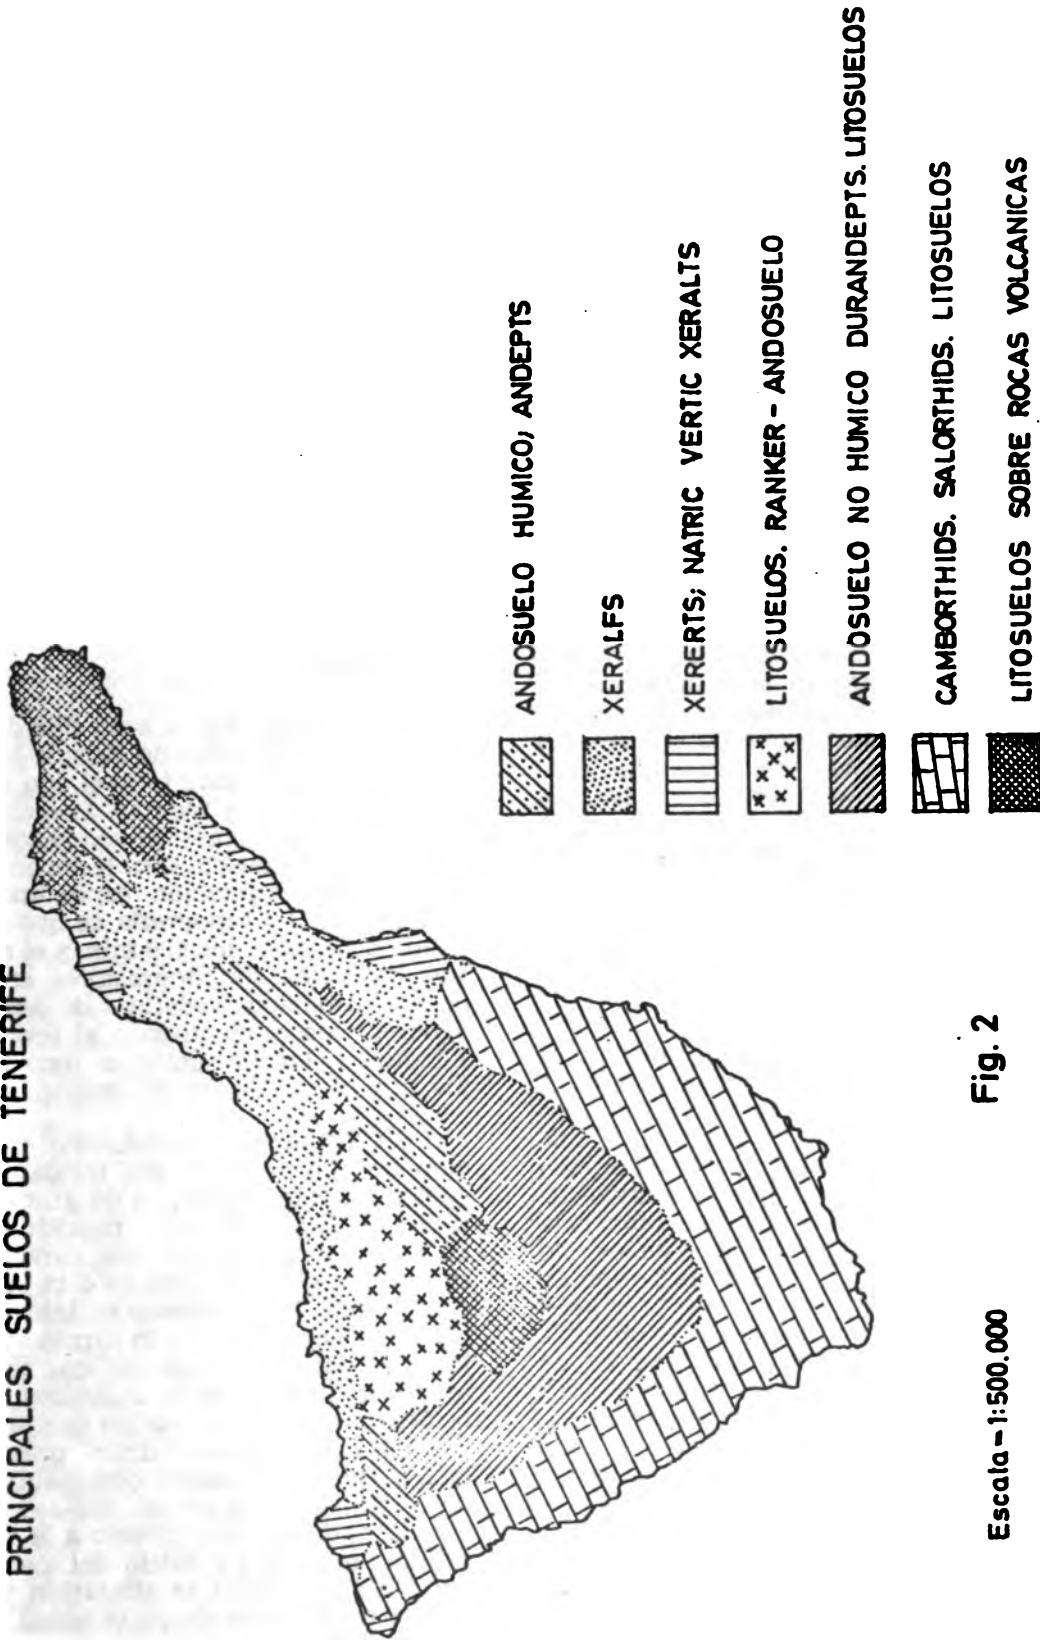 PRINCIPALES SUELOS DE TENERIFE
ANDOSUELO HUMICO; ANDEPTS
XERALFS
XERERTS; NATRIC VERTIC XERALTS
LITOSUELOS. RANKER - ANDOSUELO
ANDOSUELO NO HUMICO DURANDEPTS. LITOSUELOS
CAMBORTHIDS. SALORTHIDS. LITOSUELOS
LITOSUELOS SOBRE ROCAS VOLCANICAS
Escala = 1:500.000
Fig. 2